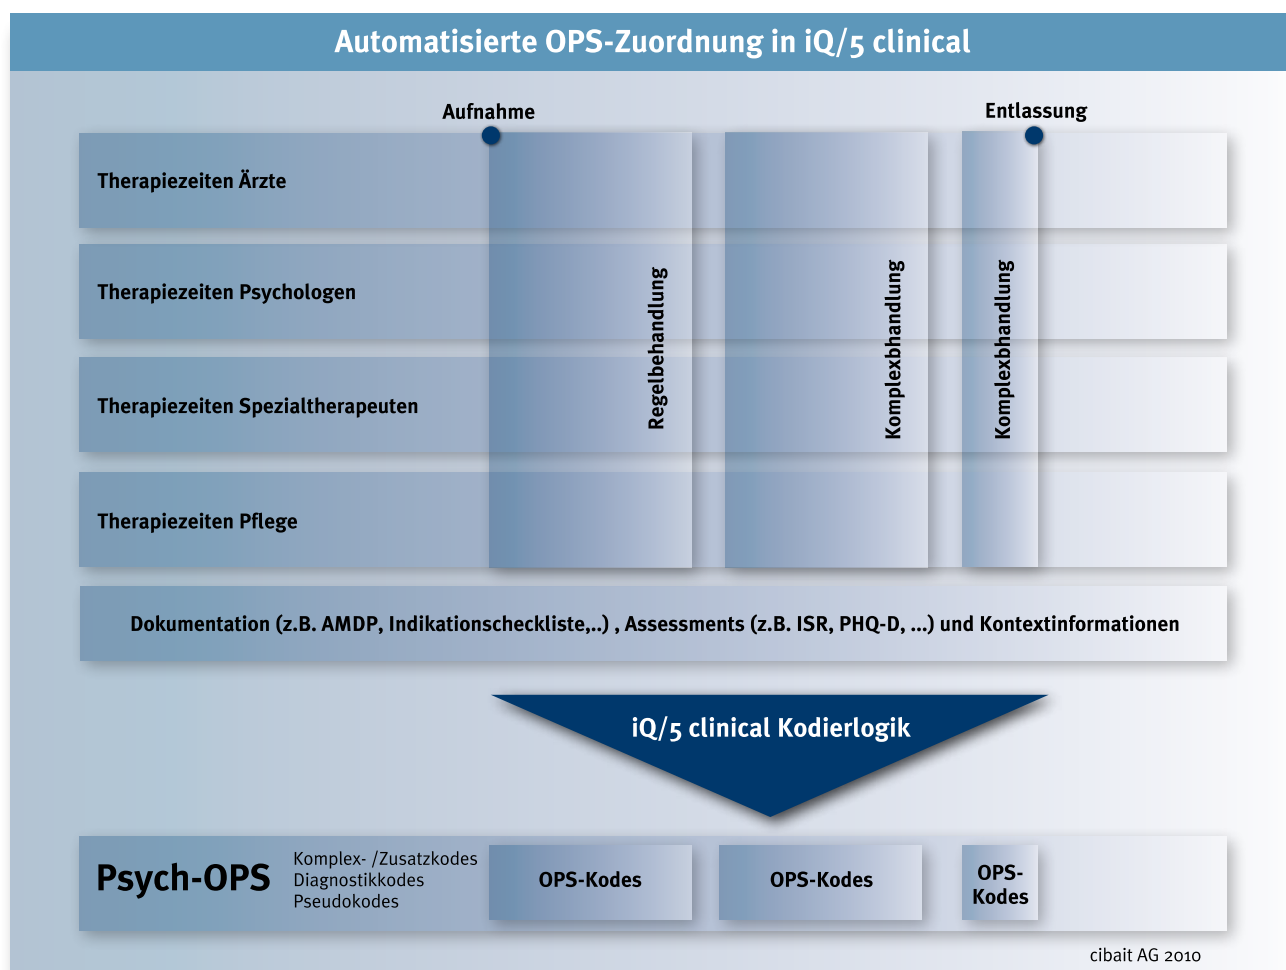 Automatisierte OPS-Zuordnung in iQ/5 clinical
Aufnahme
Entlassung
Therapiezeiten Ärzte
Therapiezeiten Psychologen
Therapiezeiten Spezialtherapeuten
Therapiezeiten Pflege
Regelbehandlung
Komplexbhandlung
Komplexbhandlung
Dokumentation (z.B. AMDP, Indikationscheckliste,..) , Assessments (z.B. ISR, PHQ-D, ...) und Kontextinformationen
iQ/5 clinical Kodierlogik
Psych-OPS
Komplex- /Zusatzkodes
Diagnostikkodes
Pseudokodes
OPS-Kodes
OPS-Kodes
OPS-
Kodes
cibait AG 2010